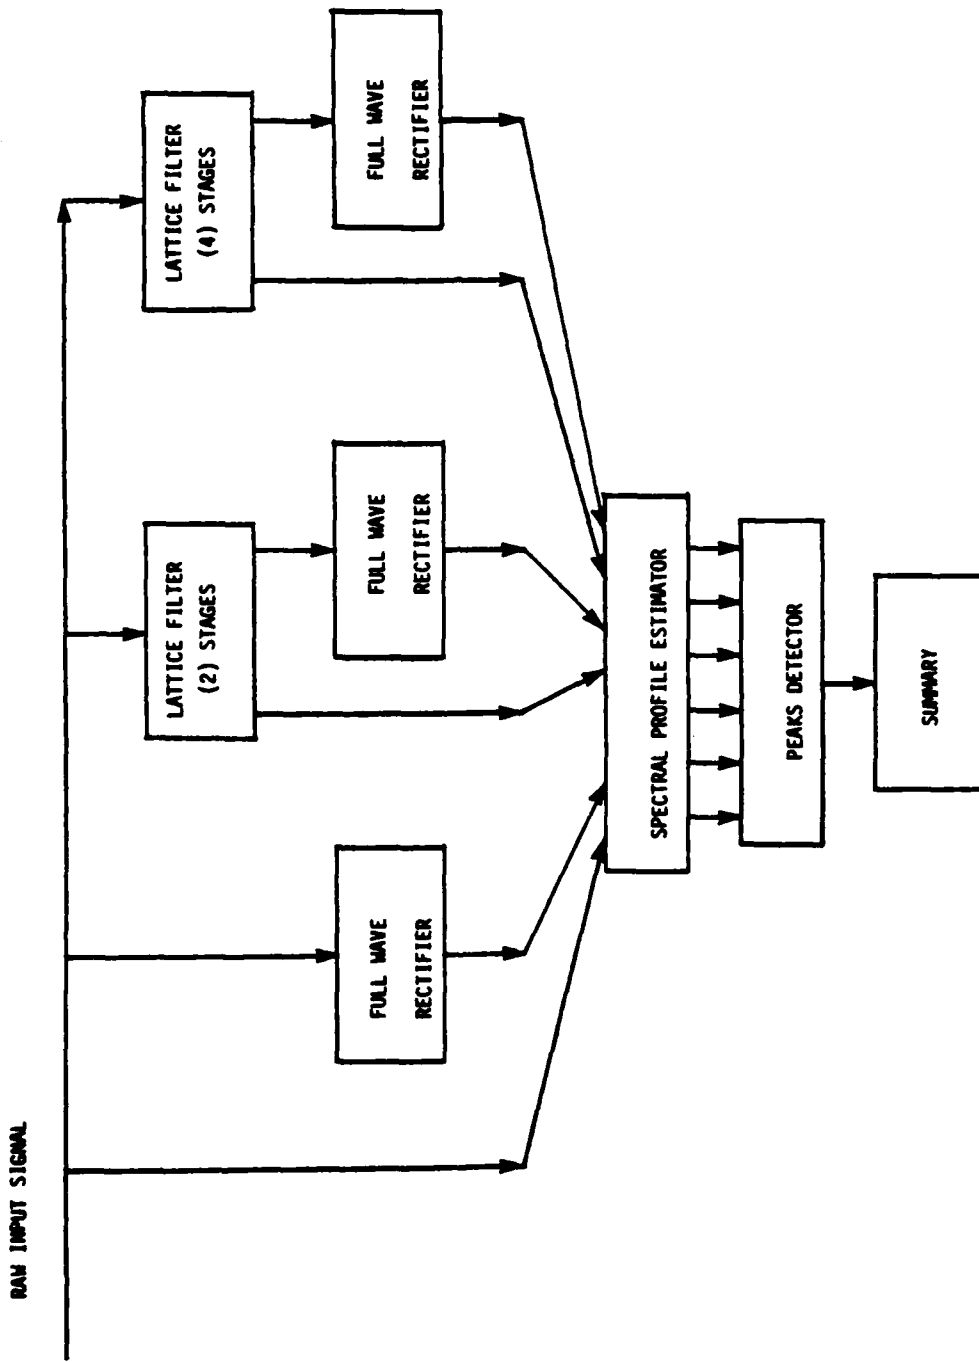 RAW INPUT SIGNAL
LATTICE FILTER
(2) STAGES
LATTICE FILTER
(4) STAGES
FULL WAVE
RECTIFIER
FULL WAVE
RECTIFIER
FULL WAVE
RECTIFIER
SPECTRAL PROFILE ESTIMATOR
PEAKS DETECTOR
SUMMARY